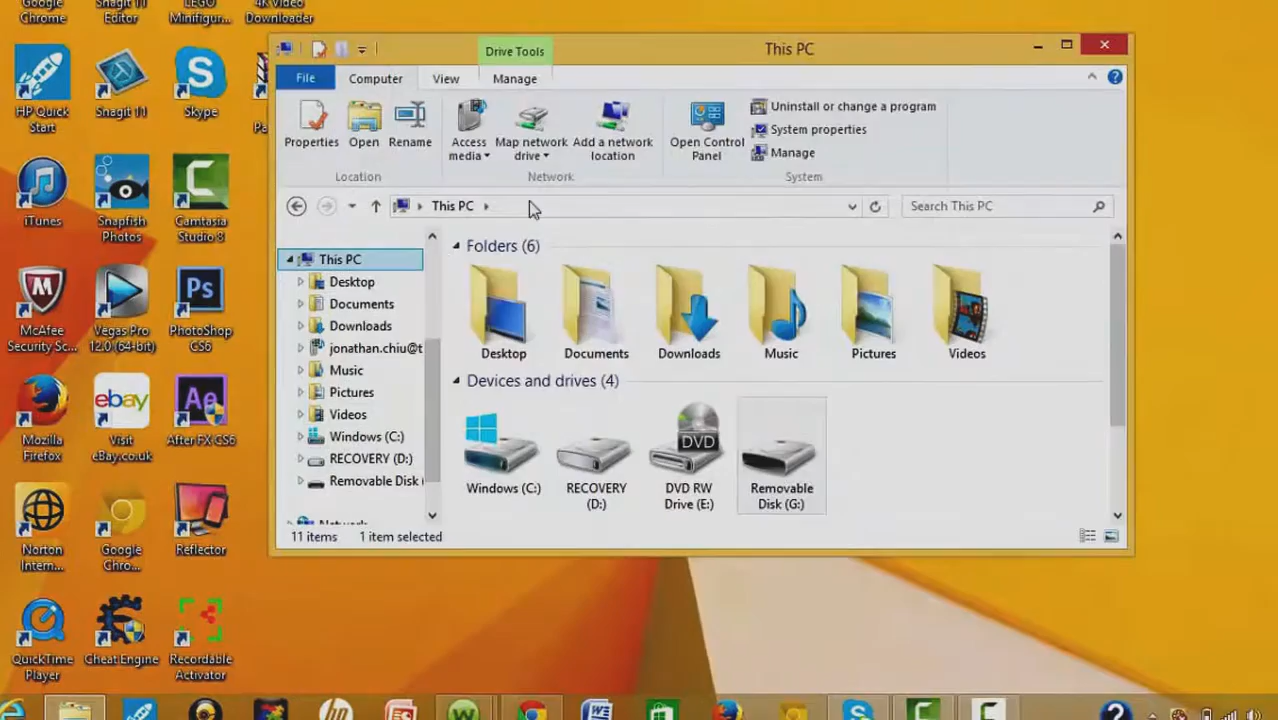 Google
Chrome
Snagit 11
Editor
LEGO
Minifigur...
4K Video
Downloader
HP Quick
Start
Snagit 11
Skype
iTunes
Snapfish
Photos
Camtasia
Studio 8
McAfee
Security Sc...
Vegas Pro
12.0 (64-bit)
Ps
PhotoShop
CS6
Mozilla
Firefox
ebay
Visit
eBay.co.uk
Ae
After FX CS6
Norton
Intern...
Google
Chro...
Reflector
QuickTime
Player
Cheat Engine
Recordable
Activator
Drive Tools
This PC
File
Computer
View
Manage
Properties
Open
Rename
Access
media
Map network
drive
Add a network
location
Open Control
Panel
Uninstall or change a program
System properties
Manage
Location
Network
System
This PC
Search This PC
This PC
Desktop
Documents
Downloads
jonathan.chiu@t
Music
Pictures
Videos
Windows (C:)
RECOVERY (D:)
Removable Disk
Network
Folders (6)
Desktop
Documents
Downloads
Music
Pictures
Videos
Devices and drives (4)
DVD
Windows (C:)
RECOVERY
(D:)
DVD RW
Drive (E:)
Removable
Disk (G:)
11 items
1 item selected